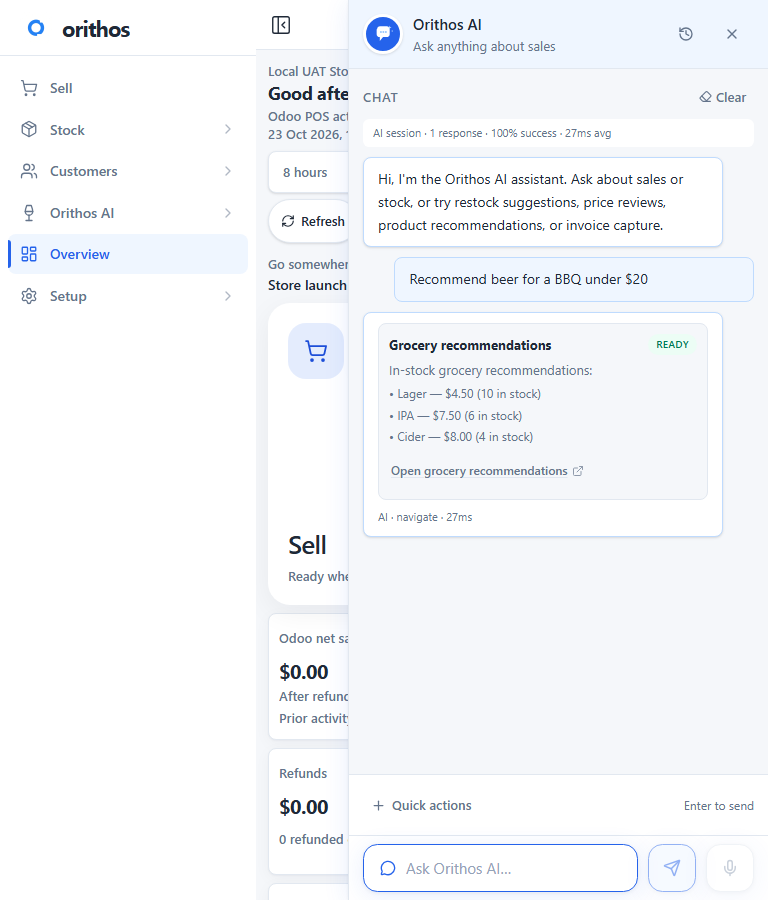 orithos
Sell
Stock
Customers
Orithos AI
Overview
Setup
Local UAT Sto
Good afte
Odoo POS act
23 Oct 2026,
8 hours
Refresh
Go somewher
Store launch
Sell
Ready whe
Odoo net sa
$0.00
After refund
Prior activity
Refunds
$0.00
0 refunded
Orithos AI
Ask anything about sales
CHAT
Clear
AI session · 1 response · 100% success · 27ms avg
Hi, I'm the Orithos AI assistant. Ask about sales or
stock, or try restock suggestions, price reviews,
product recommendations, or invoice capture.
Recommend beer for a BBQ under $20
Grocery recommendations
READY
In-stock grocery recommendations:
• Lager — $4.50 (10 in stock)
• IPA — $7.50 (6 in stock)
• Cider — $8.00 (4 in stock)
Open grocery recommendations
AI · navigate · 27ms
Quick actions
Enter to send
Ask Orithos AI...